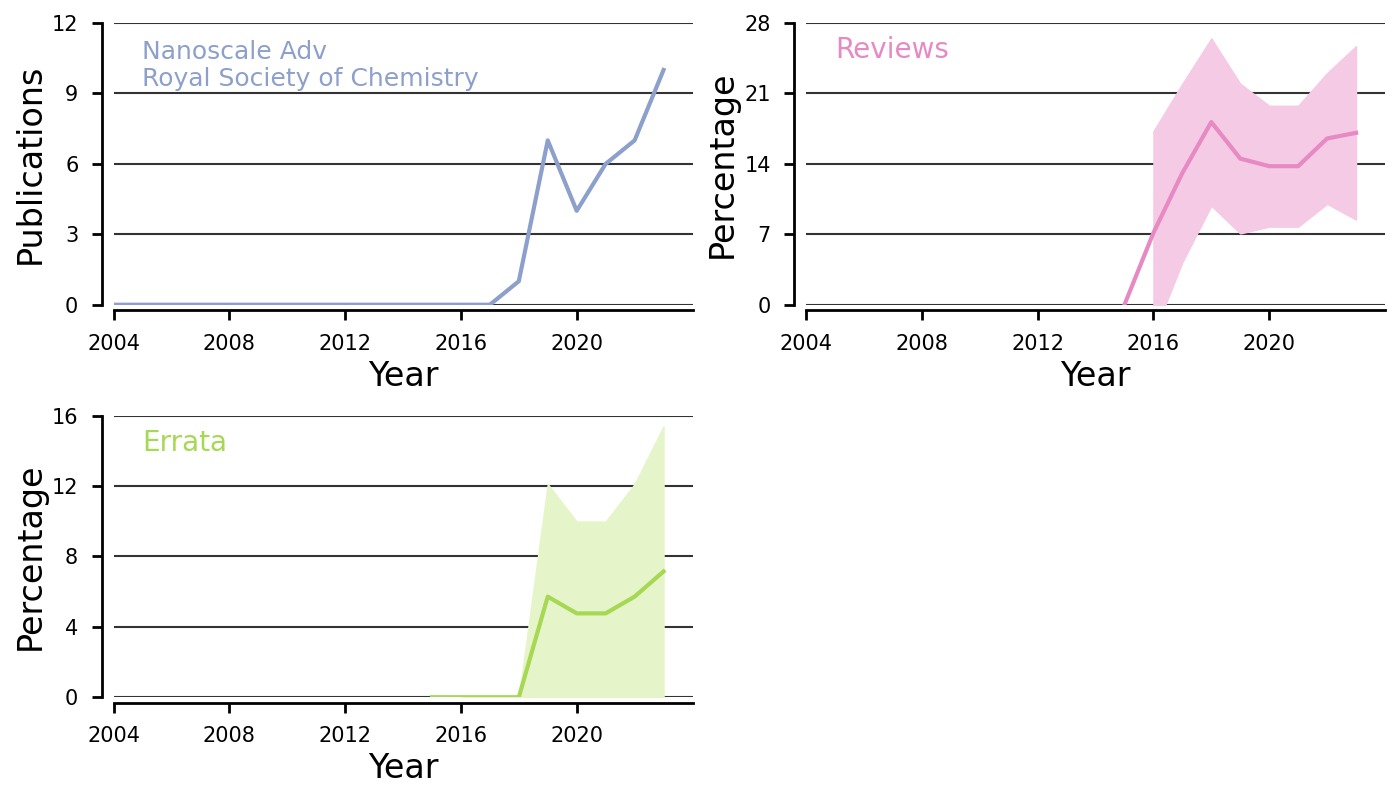 Publications
12
9
6
3
0
Nanoscale Adv
Royal Society of Chemistry
2004 2008 2012 2016 2020
Year
Percentage
28
21
14
7
0
Reviews
2004 2008 2012 2016 2020
Year
Percentage
16
12
8
4
0
Errata
2004 2008 2012 2016 2020
Year